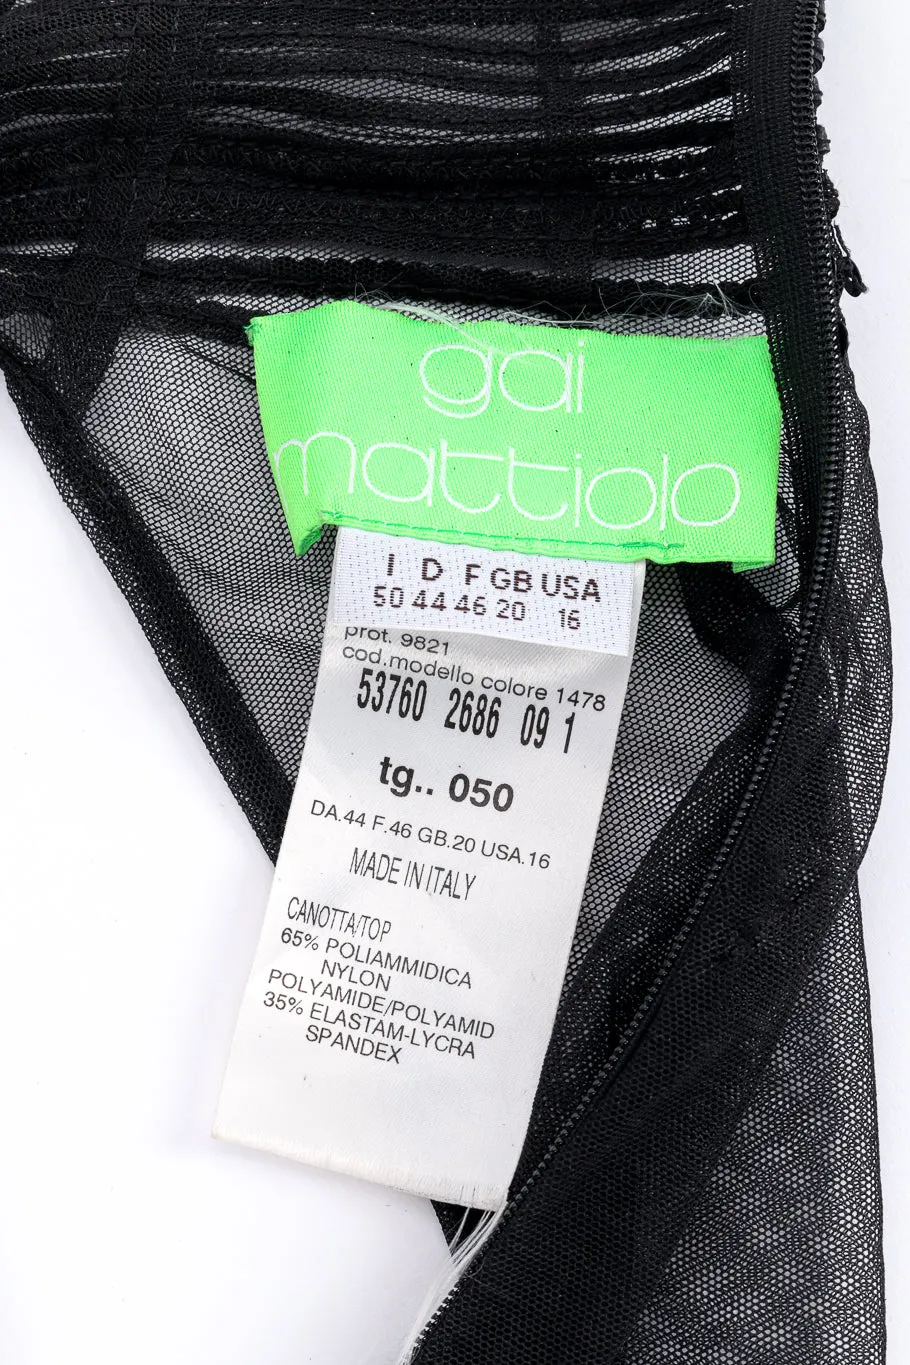 gai
mattiolo
I D F GB USA
50 44 46 20 16
prot. 9821
cod.modello colore 1478
53760 2686 09 1
tg.. 050
DA.44 F.46 GB.20 USA.16
MADE IN ITALY
CANOTTA/TOP
65% POLIAMMIDICA
NYLON
POLYAMIDE/POLYAMID
35% ELASTAM-LYCRA
SPANDEX